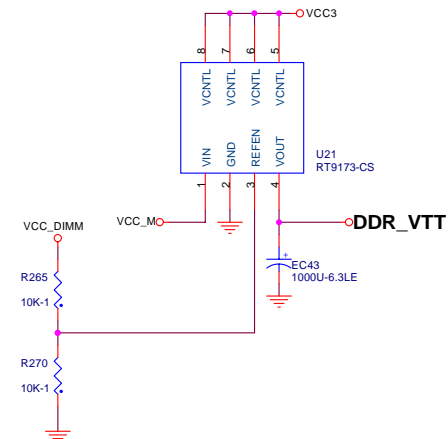 VCC3
8 7 6 5
VCNTL VCNTL VCNTL VCNTL
VIN GND REFEN VOUT
U21
RT9173-CS
1 2 3 4
VCC_M
DDR_VTT
VCC_DIMM
+
EC43
1000U-6.3LE
R265
10K-1
R270
10K-1